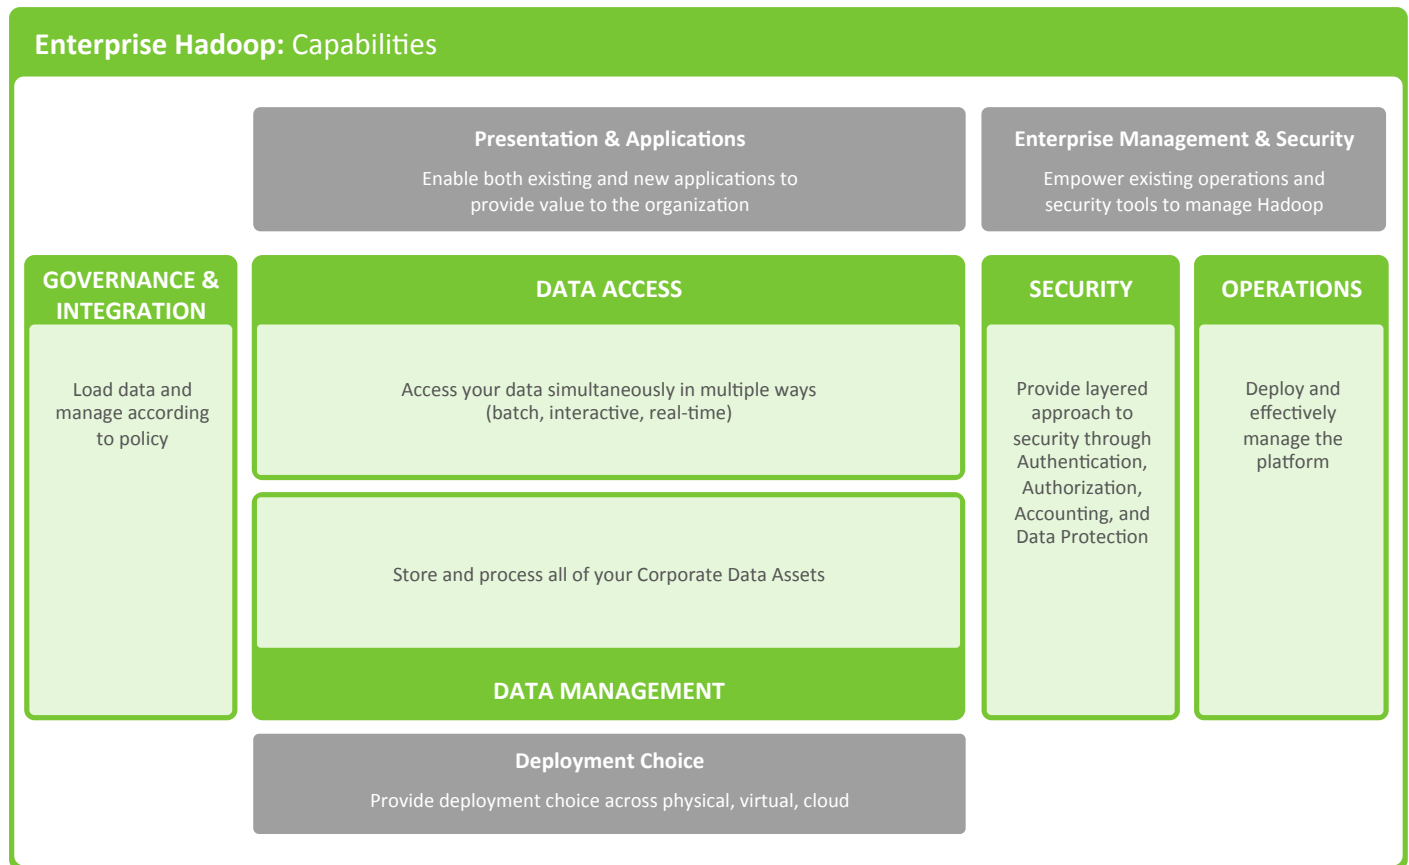 Enterprise Hadoop: Capabilities
Presentation & Applications
Enable both existing and new applications to
provide value to the organization
Enterprise Management & Security
Empower existing operations and
security tools to manage Hadoop
GOVERNANCE &
INTEGRATION
Load data and
manage according
to policy
DATA ACCESS
Access your data simultaneously in multiple ways
(batch, interactive, real-time)
Store and process all of your Corporate Data Assets
DATA MANAGEMENT
SECURITY
Provide layered
approach to
security through
Authentication,
Authorization,
Accounting, and
Data Protection
OPERATIONS
Deploy and
effectively
manage the
platform
Deployment Choice
Provide deployment choice across physical, virtual, cloud